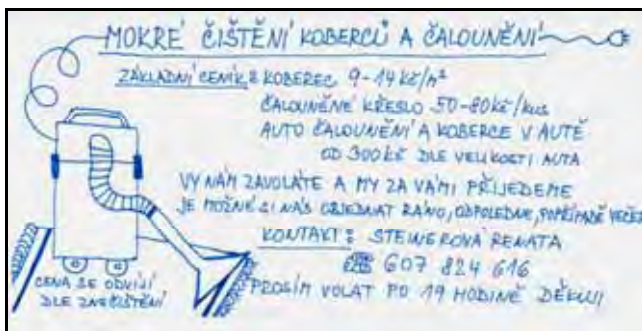 MOKRÉ ČIŠTĚNÍ KOBERCŮ A ČALOUNĚNÍ
ZÁKLADNÍ CENÍK: KOBEREC 9-14 Kč/m²
ČALOUNĚNÉ KŘESLO 50-80 Kč/kus
AUTO ČALOUNĚNÍ A KOBERCE V AUTĚ
OD 300 Kč DLE VELIKOSTI AUTA
VY NÁM ZAVOLÁTE A MY ZA VÁMI PŘIJEDEME
JE MOŽNÉ SI NÁS OBJEDNAT RÁNO, ODPOLEDNE, POPŘÍPADĚ VEČER
KONTAKT: STEINEROVÁ RENATA
☎ 607 824 616
PROSÍM VOLAT PO 19 HODINĚ DĚKUJI
CENA SE ODVÍJÍ
DLE ZNEČIŠTĚNÍ